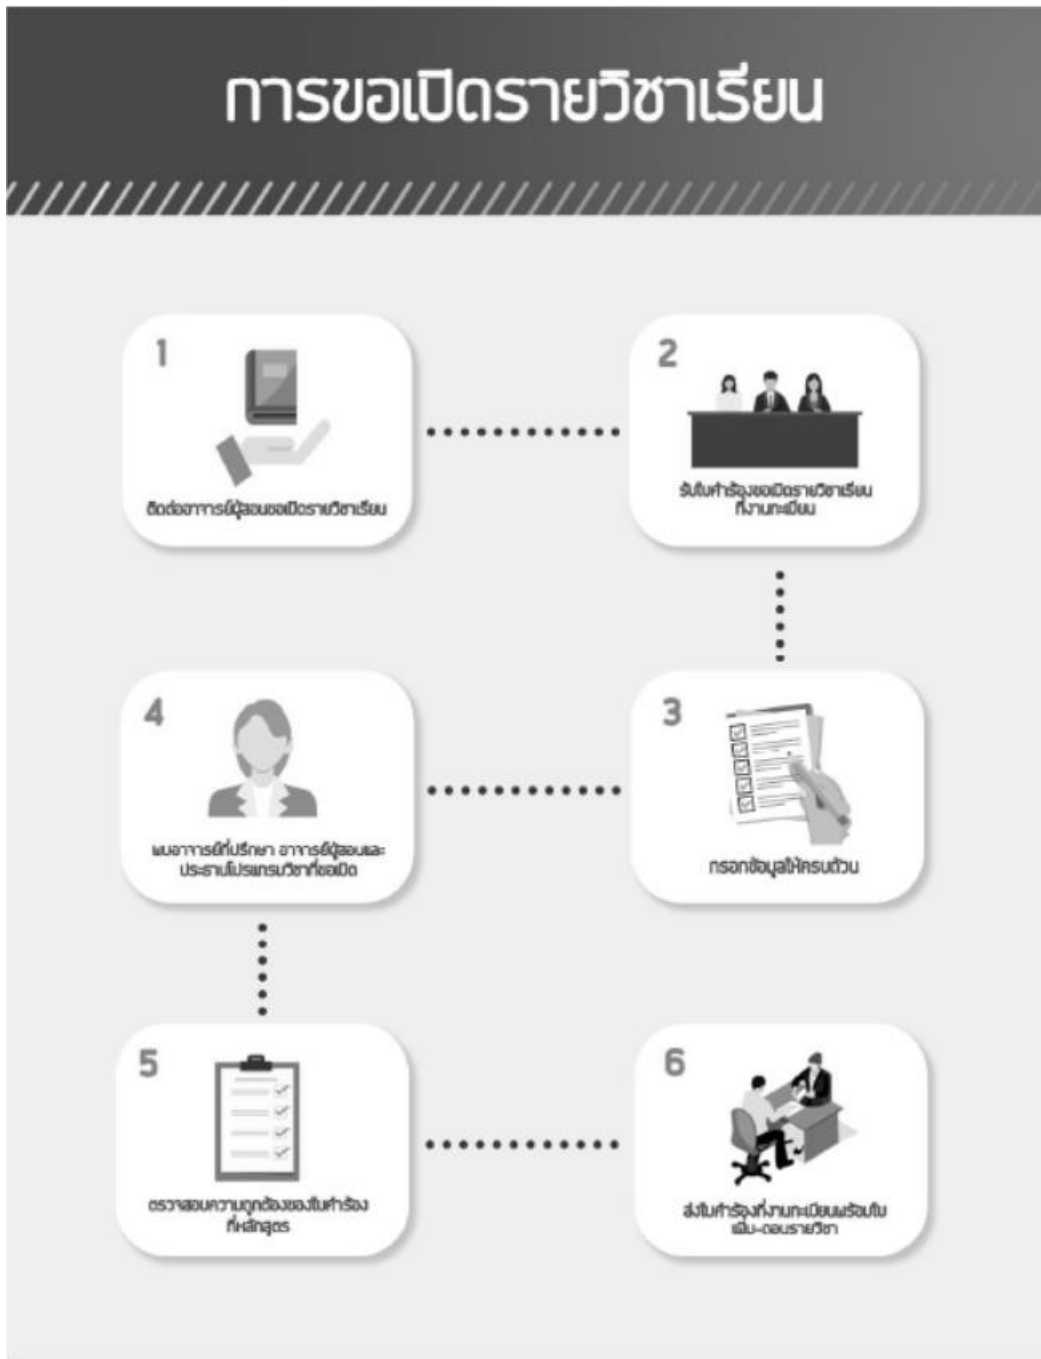 การขอเปิดรายวิชาเรียน
1
ติดต่ออาจารย์ผู้สอนขอเปิดรายวิชาเรียน
2
รับใบคำร้องขอเปิดรายวิชาเรียน
ที่งานทะเบียน
3
กรอกข้อมูลให้ครบถ้วน
4
พบอาจารย์ที่ปรึกษา อาจารย์ผู้สอนและ
ประธานโปรแกรมวิชาที่ขอเปิด
5
ตรวจสอบความถูกต้องของใบคำร้อง
ที่หลักสูตร
6
ส่งใบคำร้องที่งานทะเบียนพร้อมใบ
เพิ่ม-ถอนรายวิชา